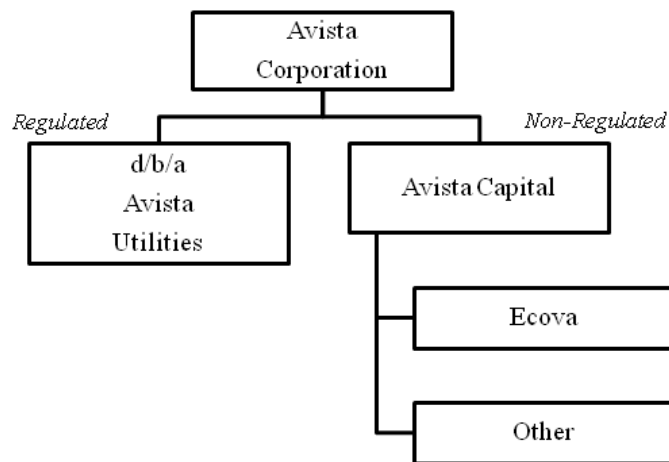 Avista
Corporation
Regulated
Non-Regulated
d/b/a
Avista
Utilities
Avista Capital
Ecova
Other